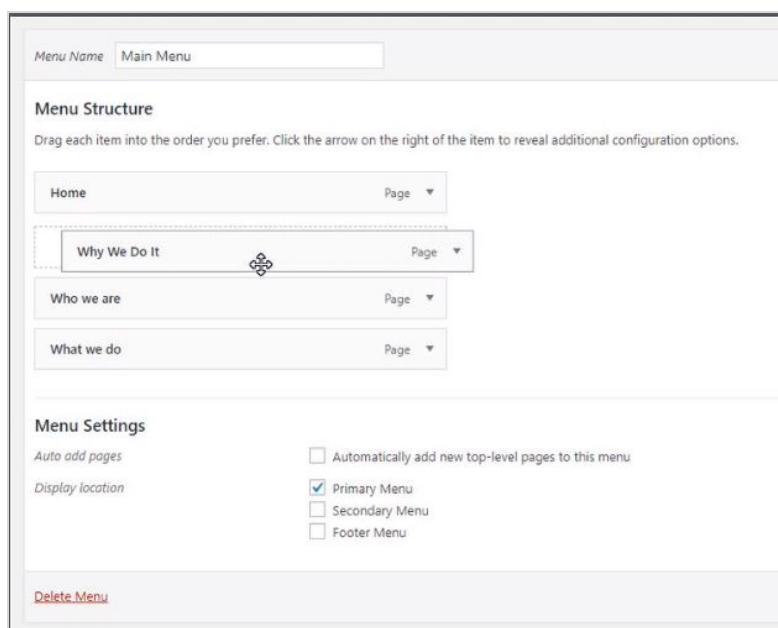 Menu Name Main Menu
Menu Structure
Drag each item into the order you prefer. Click the arrow on the right of the item to reveal additional configuration options.
Home Page
Why We Do It Page
Who we are Page
What we do Page
Menu Settings
Auto add pages Automatically add new top-level pages to this menu
Display location Primary Menu
Secondary Menu
Footer Menu
Delete Menu